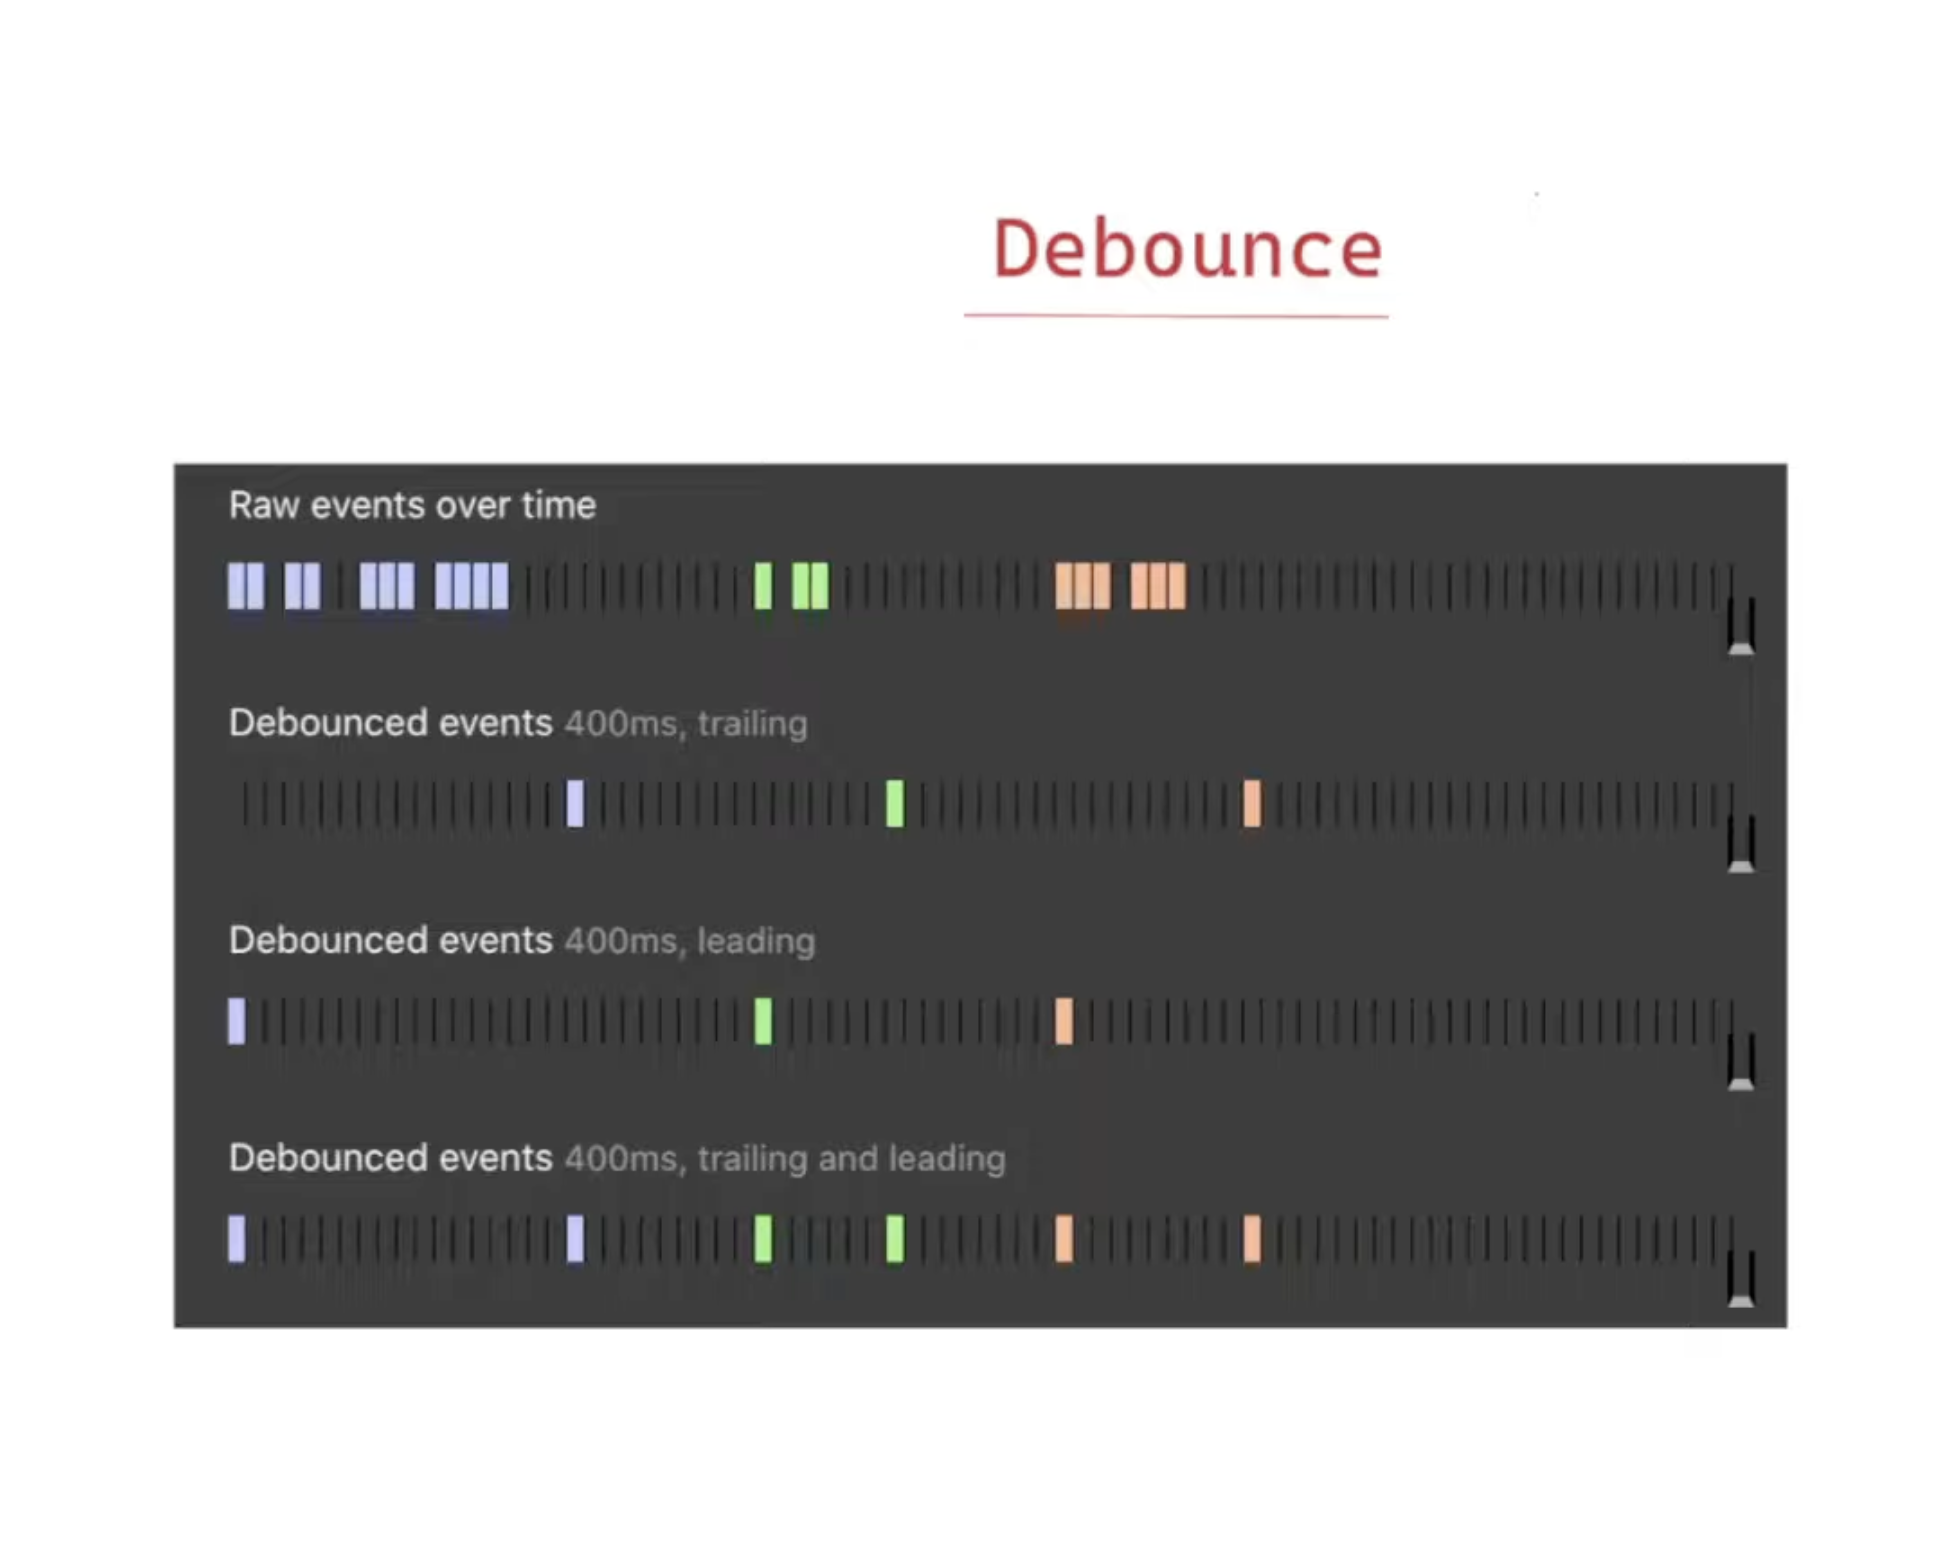 Debounce
Raw events over time
Debounced events 400ms, trailing
Debounced events 400ms, leading
Debounced events 400ms, trailing and leading